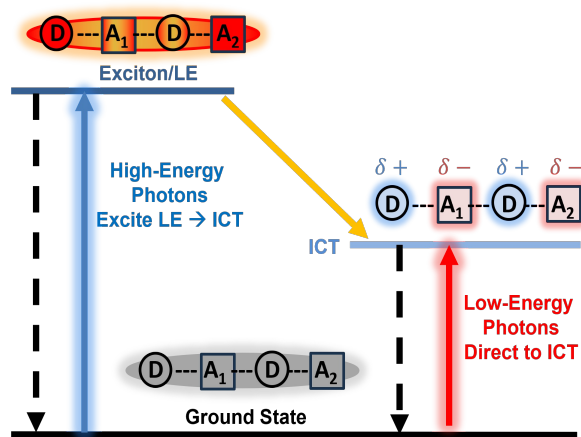 D A₁ D A₂
Exciton/LE
High-Energy
Photons
Excite LE → ICT
δ+ δ− δ+ δ−
D A₁ D A₂
ICT
Low-Energy
Photons
Direct to ICT
D A₁ D A₂
Ground State